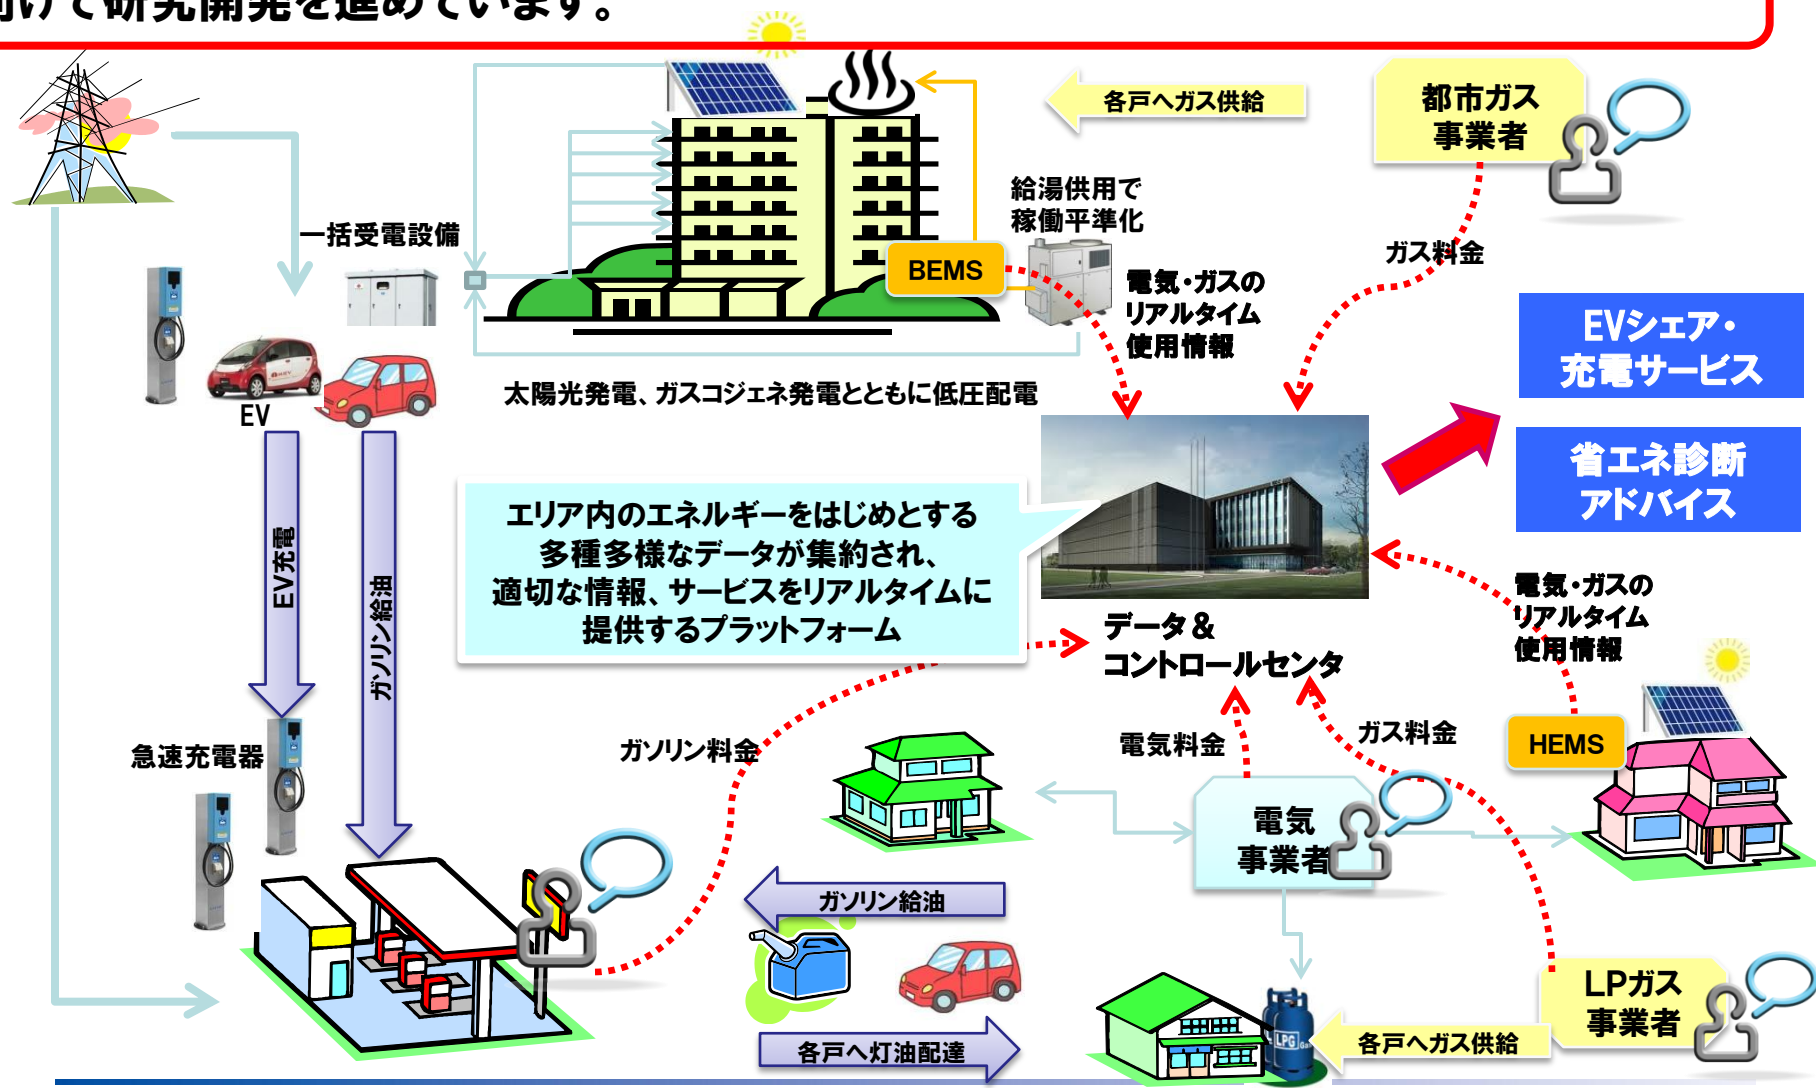 向けて研究開発を進めています。
各戸へガス供給
都市ガス
事業者
給湯供用で
稼働平準化
一括受電設備
BEMS
ガス料金
電気・ガスの
リアルタイム
使用情報
EVシェア・
充電サービス
太陽光発電、ガスコジェネ発電とともに低圧配電
EV
省エネ診断
アドバイス
エリア内のエネルギーをはじめとする
多種多様なデータが集約され、
適切な情報、サービスをリアルタイムに
提供するプラットフォーム
EV充電
ガソリン給油
データ&
コントロールセンタ
電気・ガスの
リアルタイム
使用情報
急速充電器
ガソリン料金
電気料金
ガス料金
HEMS
電気
事業者
ガソリン給油
LPガス
事業者
各戸へ灯油配達
LPG
Gas
各戸へガス供給